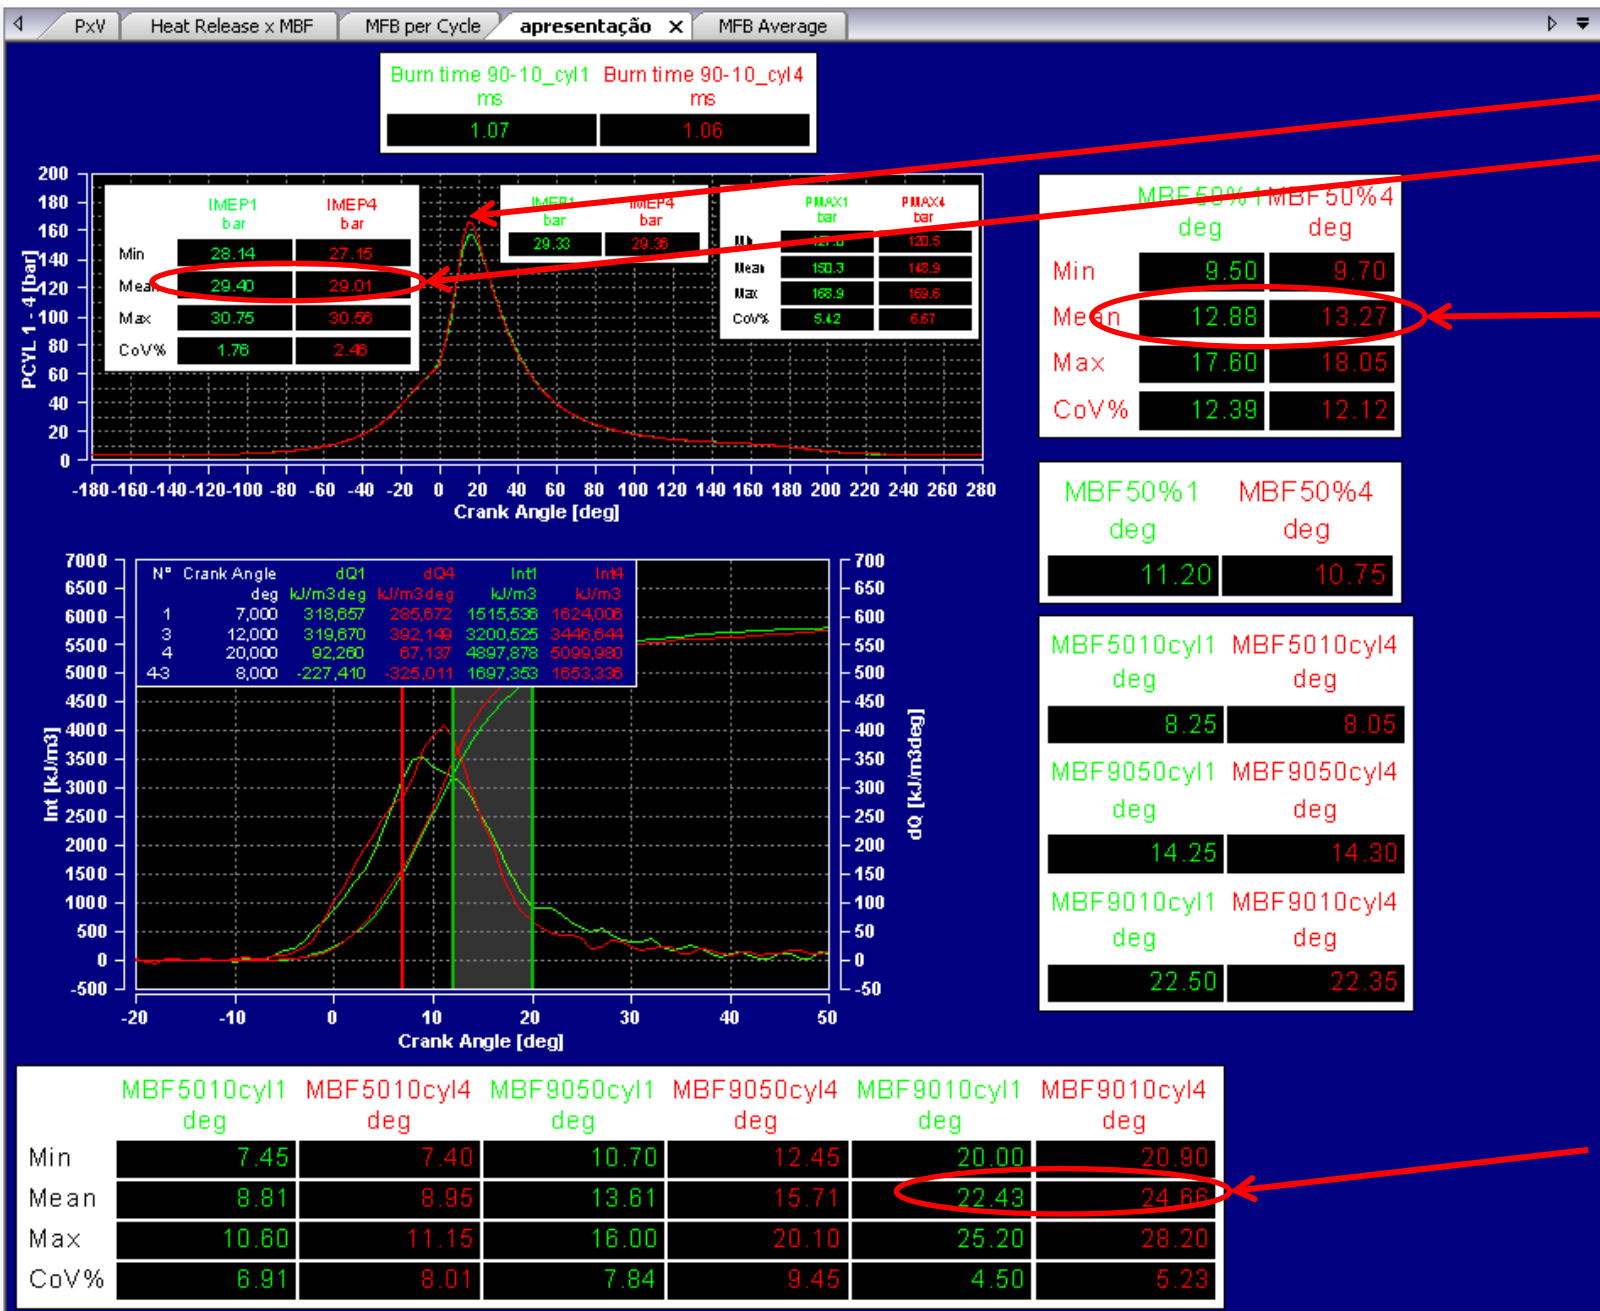 PxV Heat Release x MBF MFB per Cycle apresentação X MFB Average
Burn time 90-10_cyl1 Burn time 90-10_cyl4
ms ms
1.07 1.06
PCYL 1 - 4 [bar]
200
180
160
140
120
100
80
60
40
20
0
IMEP1 IMEP4
bar bar
Min 28.14 27.15
Mean 29.40 29.01
Max 30.75 30.56
CoV% 1.76 2.46
IMEP1 IMEP4
bar bar
29.33 29.36
PMAX1 PMAX4
bar bar
Mean 150.3 148.9
Max 168.9 169.6
CoV% 5.42 6.67
-180 -160 -140 -120 -100 -80 -60 -40 -20 0 20 40 60 80 100 120 140 160 180 200 220 240 260 280
Crank Angle [deg]
MBF50%1 MBF50%4
deg deg
Min 9.50 9.70
Mean 12.88 13.27
Max 17.60 18.05
CoV% 12.39 12.12
MBF50%1 MBF50%4
deg deg
11.20 10.75
Int [kJ/m3]
7000
6500
6000
5500
5000
4500
4000
3500
3000
2500
2000
1500
1000
500
0
-500
N° Crank Angle dQ1 dQ4 Int1 Int4
deg kJ/m3deg kJ/m3deg kJ/m3 kJ/m3
1 7,000 318,657 285,672 1515,536 1624,006
3 12,000 319,670 392,149 3200,525 3446,644
4 20,000 92,260 67,137 4897,878 5099,980
4-3 8,000 -227,410 -325,011 1697,353 1653,336
700
650
600
550
500
450
400
350
300
250
200
150
100
50
0
-50
dQ [kJ/m3deg]
-20 -10 0 10 20 30 40 50
Crank Angle [deg]
MBF5010cyl1 MBF5010cyl4
deg deg
8.25 8.05
MBF9050cyl1 MBF9050cyl4
deg deg
14.25 14.30
MBF9010cyl1 MBF9010cyl4
deg deg
22.50 22.35
MBF5010cyl1 MBF5010cyl4 MBF9050cyl1 MBF9050cyl4 MBF9010cyl1 MBF9010cyl4
deg deg deg deg deg deg
Min 7.45 7.40 10.70 12.45 20.00 20.90
Mean 8.81 8.95 13.61 15.71 22.43 24.66
Max 10.60 11.15 16.00 20.10 25.20 28.20
CoV% 6.91 8.01 7.84 9.45 4.50 5.23